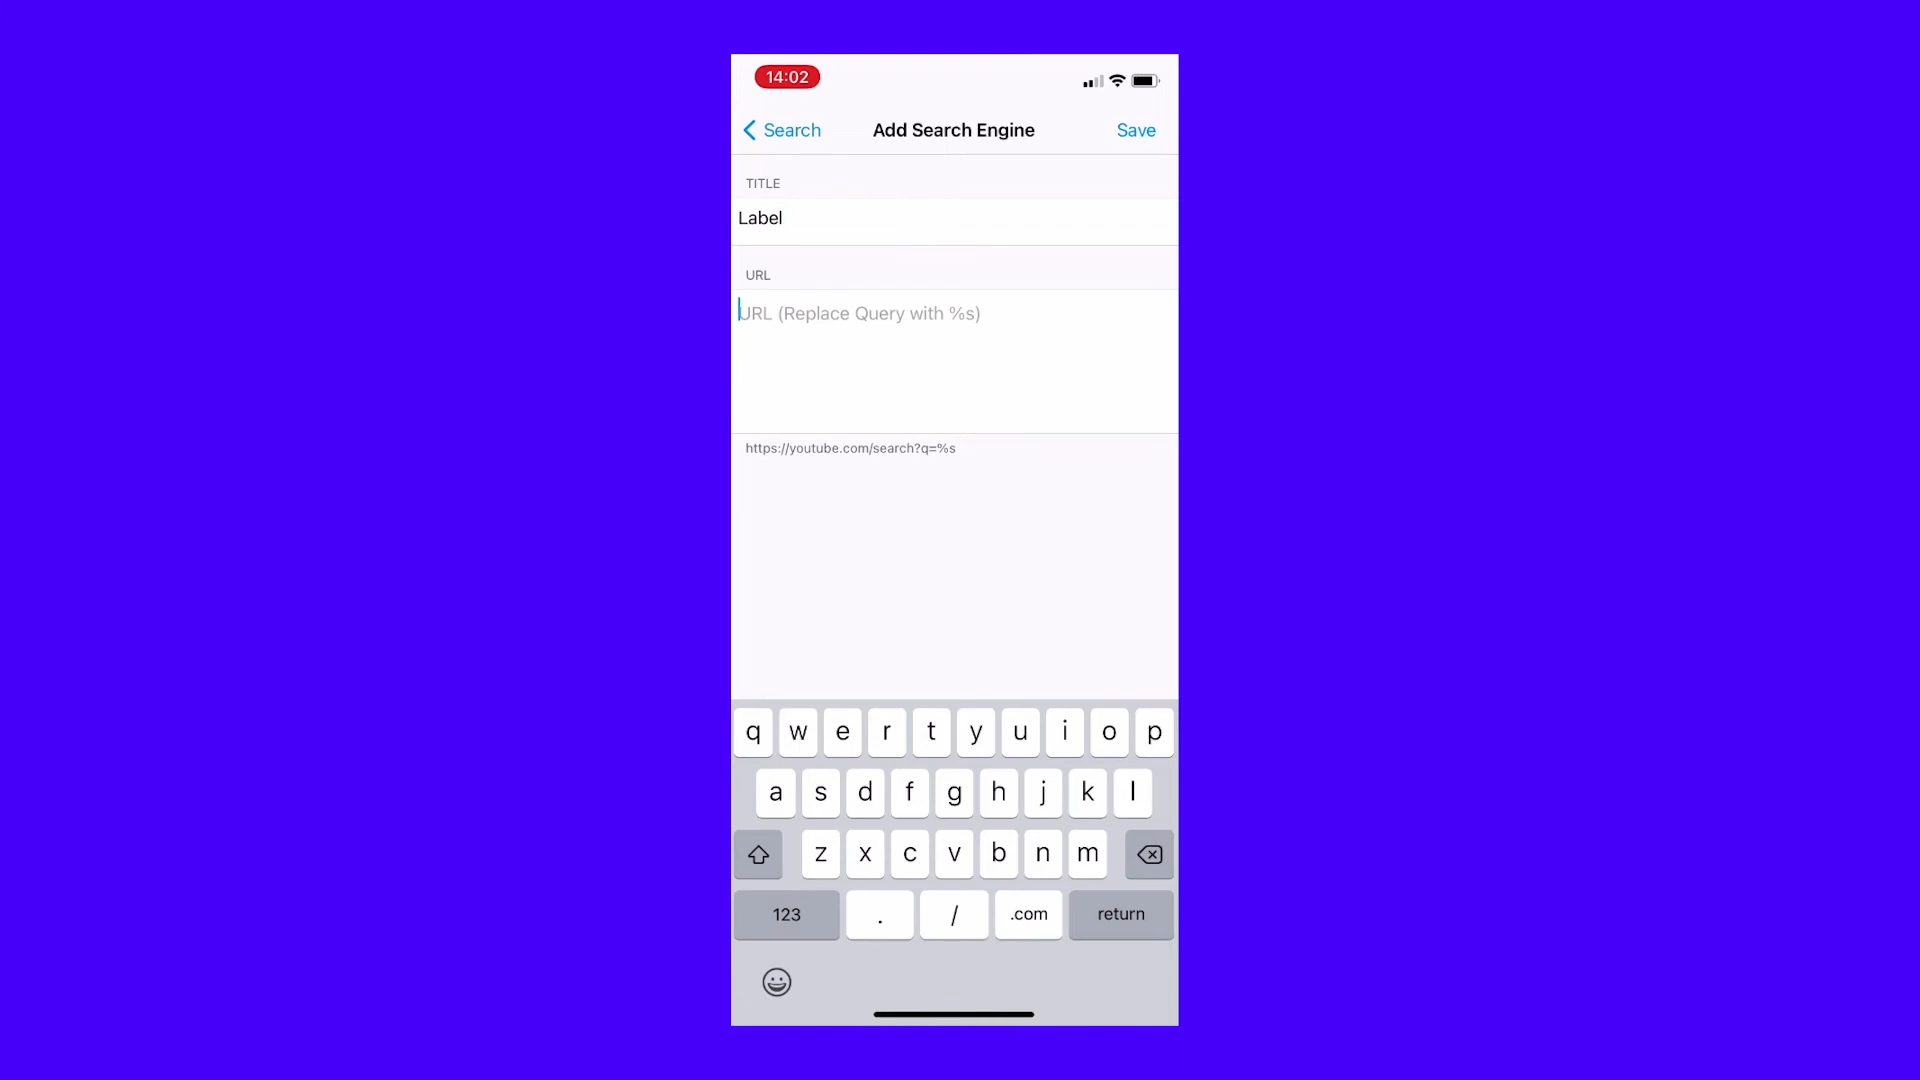 14:02
Search Add Search Engine Save
TITLE
Label
URL
URL (Replace Query with %s)
https://youtube.com/search?q=%s
q w e r t y u i o p
a s d f g h j k l
z x c v b n m
123 . / .com return